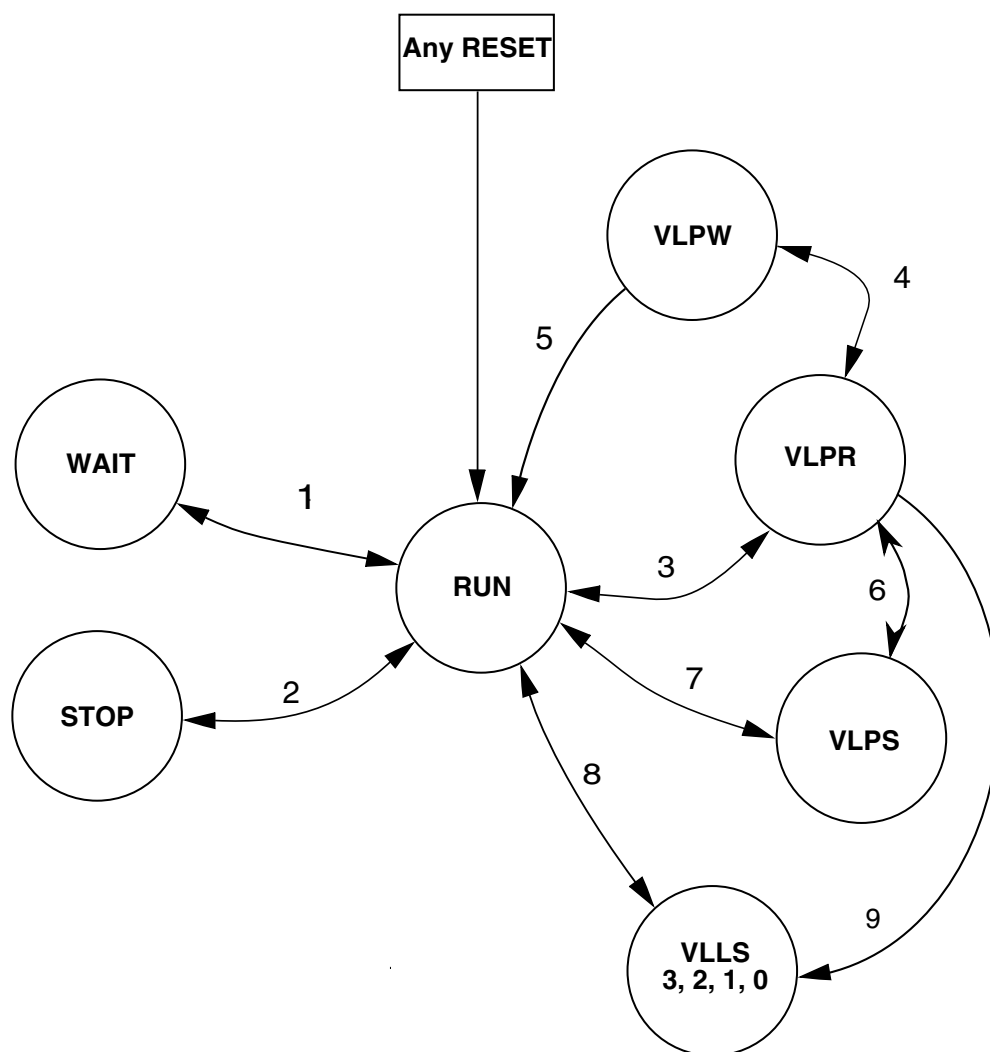 Any RESET
VLPW
4
5
WAIT
VLPR
1
3
RUN
6
2
7
STOP
VLPS
8
9
VLLS
3, 2, 1, 0